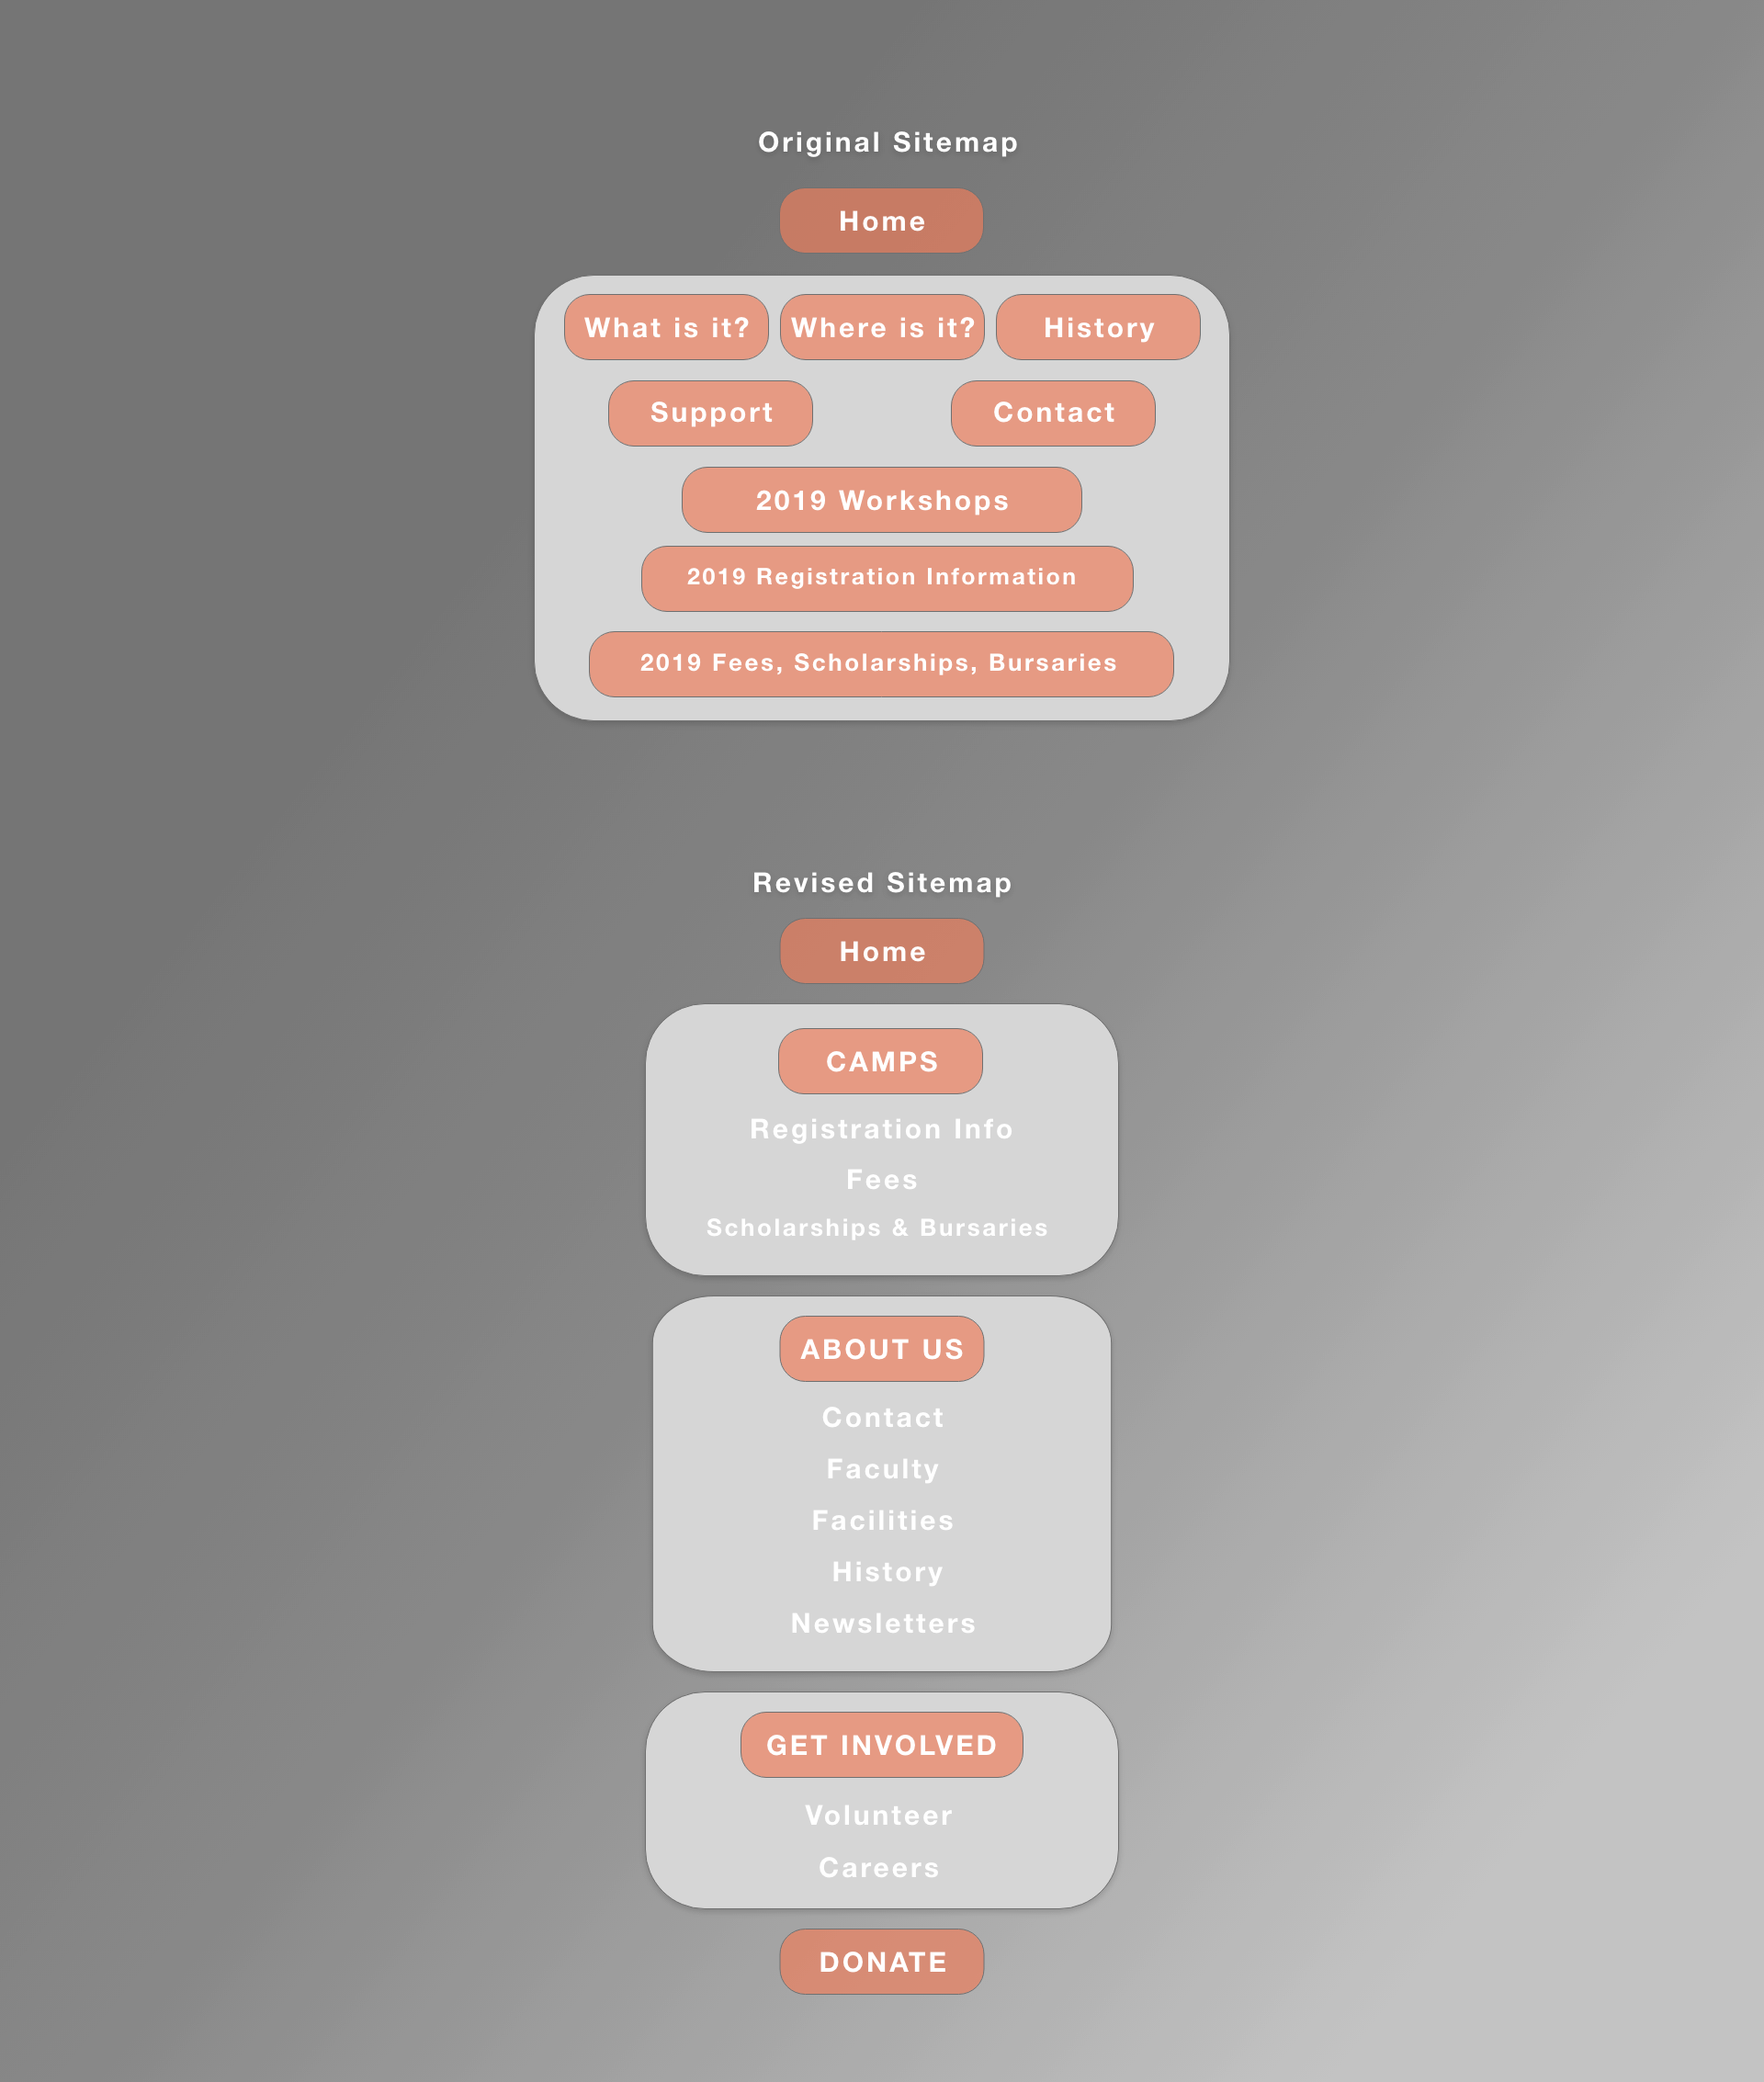 Original Sitemap
Home
What is it? Where is it? History
Support Contact
2019 Workshops
2019 Registration Information
2019 Fees, Scholarships, Bursaries
Revised Sitemap
Home
CAMPS
Registration Info
Fees
Scholarships & Bursaries
ABOUT US
Contact
Faculty
Facilities
History
Newsletters
GET INVOLVED
Volunteer
Careers
DONATE